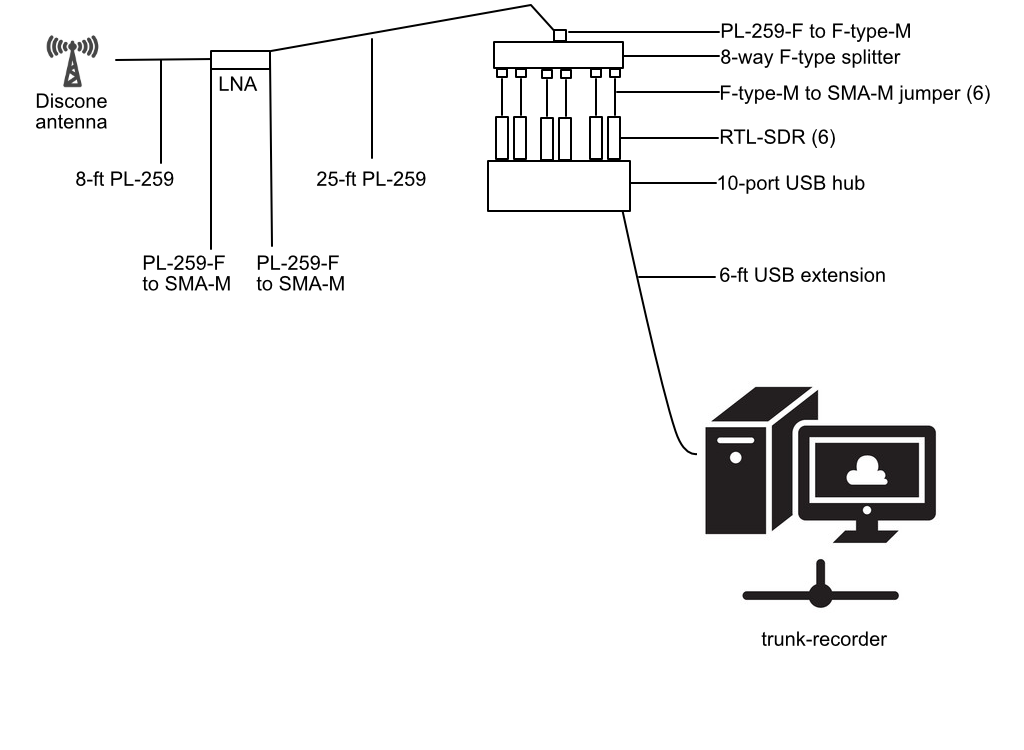 PL-259-F to F-type-M
8-way F-type splitter
LNA
F-type-M to SMA-M jumper (6)
Discone
antenna
RTL-SDR (6)
8-ft PL-259
25-ft PL-259
10-port USB hub
PL-259-F
to SMA-M
PL-259-F
to SMA-M
6-ft USB extension
trunk-recorder